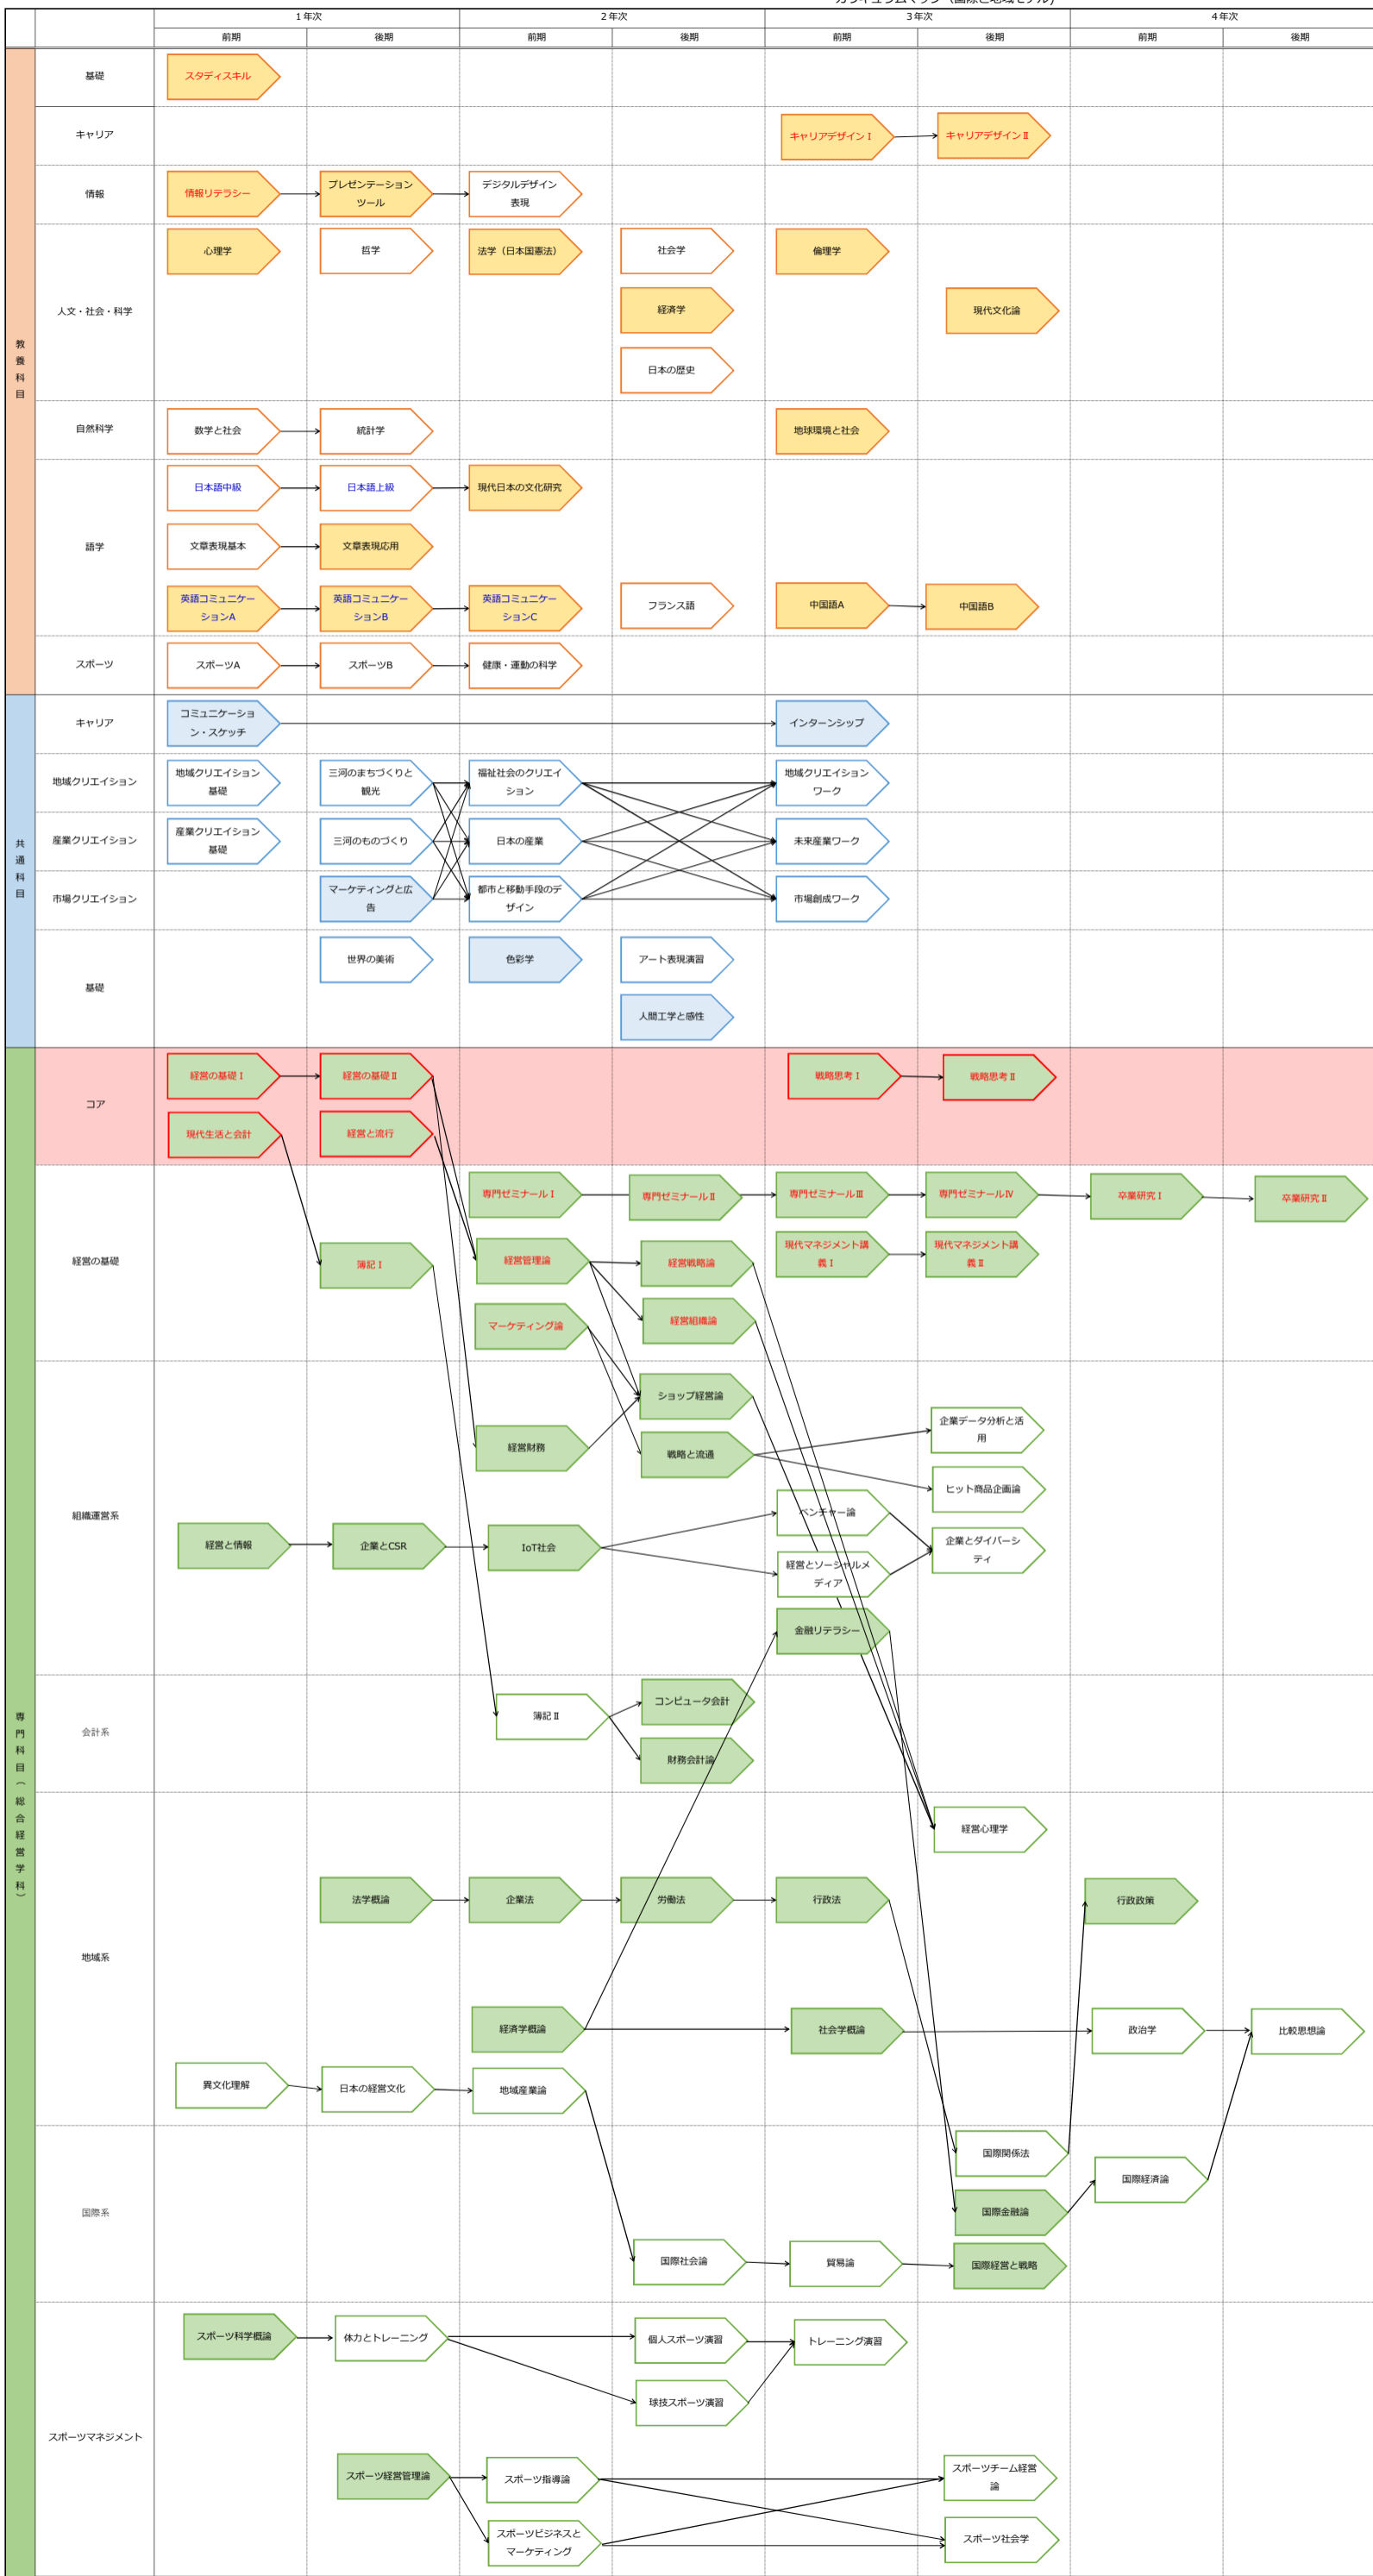 カリキュラムマップ（国際と地域モデル）
1年次
2年次
3年次
4年次
前期
後期
前期
後期
前期
後期
前期
後期
教養科目
基礎
スタディスキル
キャリア
キャリアデザインⅠ
キャリアデザインⅡ
情報
情報リテラシー
プレゼンテーション
ツール
デジタルデザイン
表現
人文・社会・科学
心理学
哲学
法学（日本国憲法）
社会学
倫理学
経済学
現代文化論
日本の歴史
自然科学
数学と社会
統計学
地球環境と社会
語学
日本語中級
日本語上級
現代日本の文化研究
文章表現基本
文章表現応用
英語コミュニケー
ションA
英語コミュニケー
ションB
英語コミュニケー
ションC
フランス語
中国語A
中国語B
スポーツ
スポーツA
スポーツB
健康・運動の科学
共通科目
キャリア
コミュニケーショ
ン・スケッチ
インターンシップ
地域クリエイション
地域クリエイション
基礎
三河のまちづくりと
観光
福祉社会のクリエイ
ション
地域クリエイション
ワーク
産業クリエイション
産業クリエイション
基礎
三河のものづくり
日本の産業
未来産業ワーク
市場クリエイション
マーケティングと広
告
都市と移動手段のデ
ザイン
市場創成ワーク
基礎
世界の美術
色彩学
アート表現演習
人間工学と感性
専門科目（総合経営学科）
コア
経営の基礎Ⅰ
経営の基礎Ⅱ
戦略思考Ⅰ
戦略思考Ⅱ
現代生活と会計
経営と流行
経営の基礎
専門ゼミナールⅠ
専門ゼミナールⅡ
専門ゼミナールⅢ
専門ゼミナールⅣ
卒業研究Ⅰ
卒業研究Ⅱ
簿記Ⅰ
経営管理論
経営戦略論
現代マネジメント講
義Ⅰ
現代マネジメント講
義Ⅱ
マーケティング論
経営組織論
組織運営系
ショップ経営論
企業データ分析と活
用
経営財務
戦略と流通
ヒット商品企画論
ベンチャー論
経営と情報
企業とCSR
IoT社会
企業とダイバーシ
ティ
経営とソーシャルメ
ディア
金融リテラシー
会計系
簿記Ⅱ
コンピュータ会計
財務会計論
地域系
経営心理学
法学概論
企業法
労働法
行政法
行政政策
経済学概論
社会学概論
政治学
比較思想論
異文化理解
日本の経営文化
地域産業論
国際系
国際関係法
国際経済論
国際金融論
国際社会論
貿易論
国際経営と戦略
スポーツマネジメント
スポーツ科学概論
体力とトレーニング
個人スポーツ演習
トレーニング演習
球技スポーツ演習
スポーツ経営管理論
スポーツ指導論
スポーツチーム経営
論
スポーツビジネスと
マーケティング
スポーツ社会学